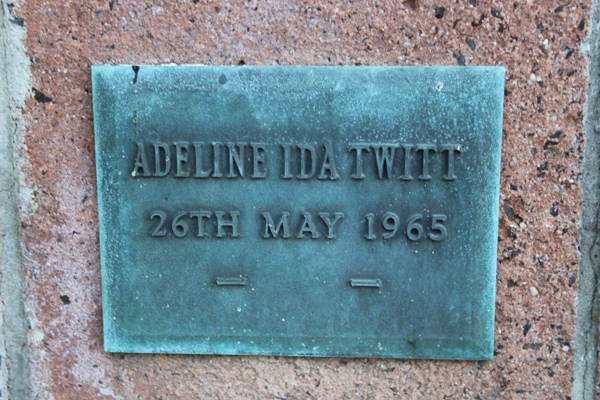 ADELINE IDA TWITT
26TH MAY 1965
— —